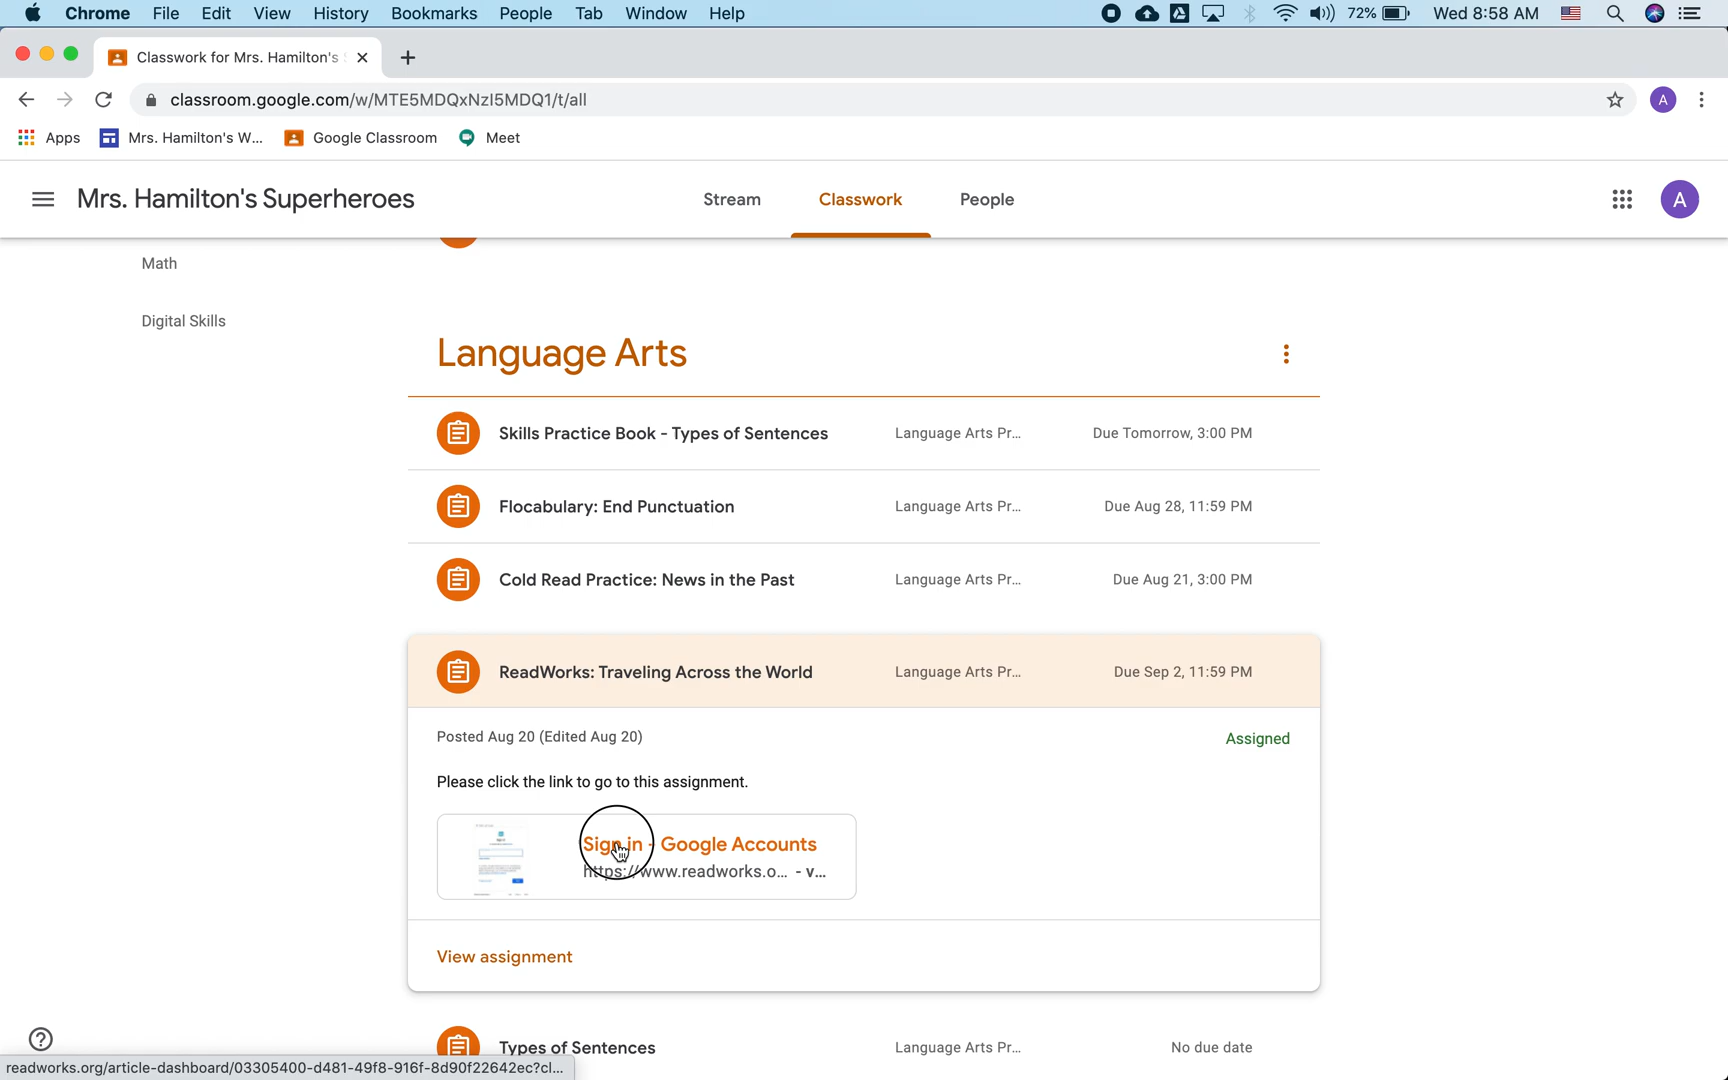 Chrome File Edit View History Bookmarks People Tab Window Help 72% Wed 8:58 AM
Classwork for Mrs. Hamilton's
classroom.google.com/w/MTE5MDQxNzI5MDQ1/t/all A
Apps Mrs. Hamilton's W... Google Classroom Meet
Mrs. Hamilton's Superheroes Stream Classwork People A
Math
Digital Skills
Language Arts
Skills Practice Book - Types of Sentences Language Arts Pr... Due Tomorrow, 3:00 PM
Flocabulary: End Punctuation Language Arts Pr... Due Aug 28, 11:59 PM
Cold Read Practice: News in the Past Language Arts Pr... Due Aug 21, 3:00 PM
ReadWorks: Traveling Across the World Language Arts Pr... Due Sep 2, 11:59 PM
Posted Aug 20 (Edited Aug 20) Assigned
Please click the link to go to this assignment.
Sign in - Google Accounts
https://www.readworks.o... - v...
View assignment
Types of Sentences Language Arts Pr... No due date
readworks.org/article-dashboard/03305400-d481-49f8-916f-8d90f22642ec?cl...